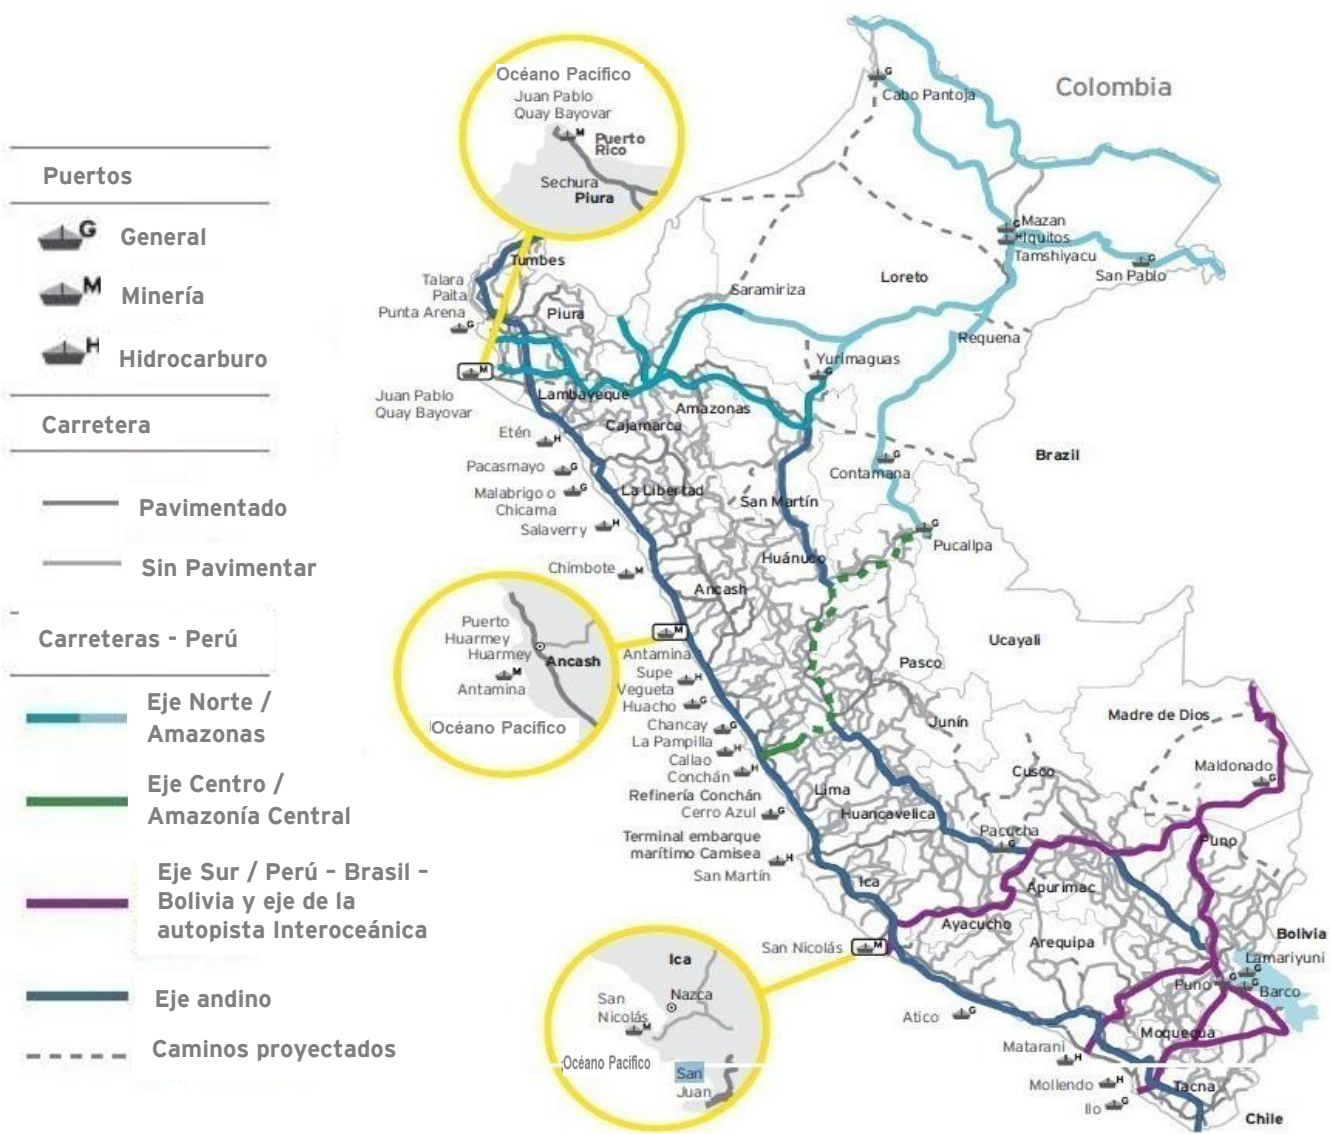 Puertos
G
General
M
Minería
H
Hidrocarburo
Carretera
Pavimentado
Sin Pavimentar
Carreteras - Perú
Eje Norte /
Amazonas
Eje Centro /
Amazonía Central
Eje Sur / Perú - Brasil -
Bolivia y eje de la
autopista Interoceánica
Eje andino
Caminos proyectados
Océano Pacífico
Juan Pablo
Quay Bayovar
M
Puerto
Rico
Sechura
Piura
G
Cabo Pantoja
Colombia
G
Mazan
H
Iquitos
Tamshiyacu
G
San Pablo
Loreto
Tumbes
Talara
Paita
Punta Arena
G
Piura
Saramiriza
Requena
Yurimaguas
G
M
Juan Pablo
Quay Bayovar
Lambayeque
Amazonas
Cajamarca
Etén
H
Brazil
Pacasmayo
G
Contamana
G
Malabrigo o
Chicama
G
La Libertad
San Martín
Salaverry
H
G
Pucallpa
Chimbote
M
Huánuco
Ancash
Puerto
Huarmey
Huarmey
Ancash
M
Antamina
Océano Pacífico
M
Antamina
Supe
H
Vegueta
Huacho
G
Chancay
G
La Pampilla
H
Callao
Conchán
H
Refinería Conchán
Cerro Azul
G
Terminal embarque
marítimo Camisea
H
San Martín
Ucayali
Pasco
Junín
Madre de Dios
Maldonado
G
Cusco
Lima
Huancavelica
Pacucha
G
Puno
Ica
Apurimac
Ayacucho
Arequipa
San Nicolás
M
Bolivia
Lamariyuni
G
Puno
G
G
Barco
Ica
San
Nicolás
M
Nazca
Océano Pacífico
San
Juan
Atico
G
Moquegua
Matarani
H
Mollendo
H
Ilo
G
Tacna
Chile